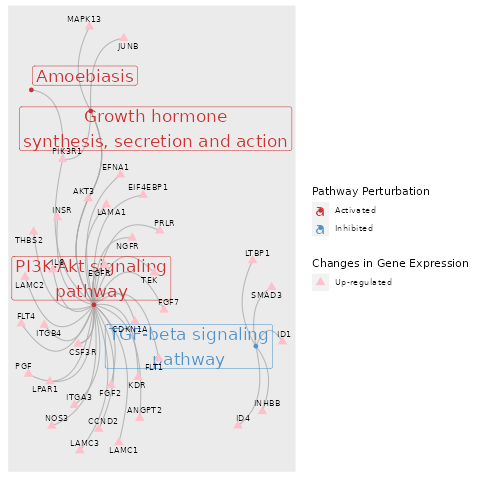 MAPK13
JUNB
Amoebiasis
Growth hormone
synthesis, secretion and action
PIK3R1
EFNA1
EIF4EBP1
AKT3
LAMA1
INSR
PRLR
THBS2
NGFR
LTBP1
IL6
PI3K-Akt signaling
pathway
EGFR
TEK
LAMC2
SMAD3
FGF7
FLT4
ITGB4
CDKN1A
TGF-beta signaling
pathway
ID1
CSF3R
FLT1
PGF
LPAR1
KDR
FGF2
ITGA3
ANGPT2
INHBB
NOS3
CCND2
ID4
LAMC3
LAMC1
Pathway Perturbation
Activated
Inhibited
Changes in Gene Expression
Up-regulated